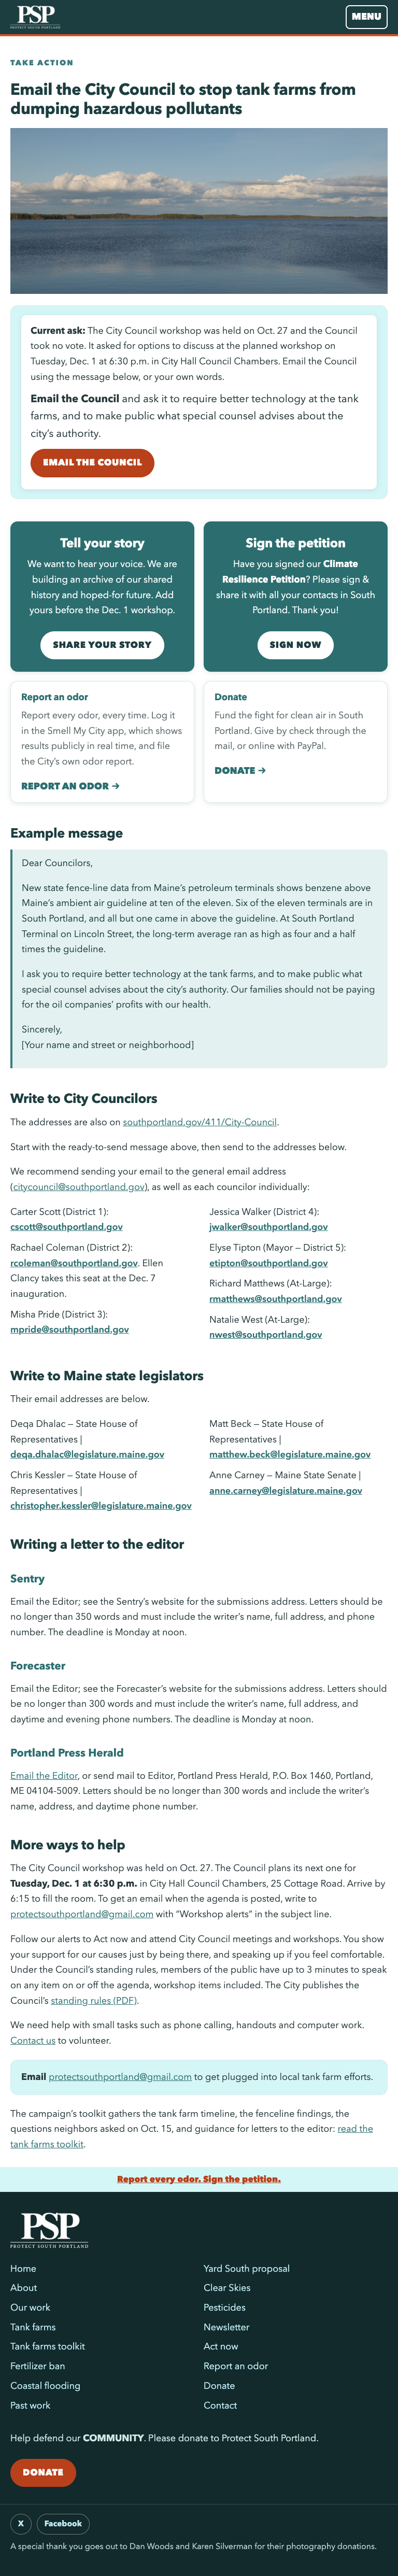 PSP
PROTECT SOUTH PORTLAND
MENU
TAKE ACTION
Email the City Council to stop tank farms from
dumping hazardous pollutants
Current ask: The City Council workshop was held on Oct. 27 and the Council
took no vote. It asked for options to discuss at the planned workshop on
Tuesday, Dec. 1 at 6:30 p.m. in City Hall Council Chambers. Email the Council
using the message below, or your own words.
Email the Council and ask it to require better technology at the tank
farms, and to make public what special counsel advises about the
city's authority.
EMAIL THE COUNCIL
Tell your story
We want to hear your voice. We are
building an archive of our shared
history and hoped-for future. Add
yours before the Dec. 1 workshop.
SHARE YOUR STORY
Sign the petition
Have you signed our Climate
Resilience Petition? Please sign &
share it with all your contacts in South
Portland. Thank you!
SIGN NOW
Report an odor
Report every odor, every time. Log it
in the Smell My City app, which shows
results publicly in real time, and file
the City's own odor report.
REPORT AN ODOR →
Donate
Fund the fight for clean air in South
Portland. Give by check through the
mail, or online with PayPal.
DONATE →
Example message
Dear Councilors,
New state fence-line data from Maine's petroleum terminals shows benzene above
Maine's ambient air guideline at ten of the eleven. Six of the eleven terminals are in
South Portland, and all but one came in above the guideline. At South Portland
Terminal on Lincoln Street, the long-term average ran as high as four and a half
times the guideline.
I ask you to require better technology at the tank farms, and to make public what
special counsel advises about the city's authority. Our families should not be paying
for the oil companies' profits with our health.
Sincerely,
[Your name and street or neighborhood]
Write to City Councilors
The addresses are also on southportland.gov/411/City-Council.
Start with the ready-to-send message above, then send to the addresses below.
We recommend sending your email to the general email address
(citycouncil@southportland.gov), as well as each councilor individually:
Carter Scott (District 1):
cscott@southportland.gov
Rachael Coleman (District 2):
rcoleman@southportland.gov. Ellen
Clancy takes this seat at the Dec. 7
inauguration.
Misha Pride (District 3):
mpride@southportland.gov
Jessica Walker (District 4):
jwalker@southportland.gov
Elyse Tipton (Mayor – District 5):
etipton@southportland.gov
Richard Matthews (At-Large):
rmatthews@southportland.gov
Natalie West (At-Large):
nwest@southportland.gov
Write to Maine state legislators
Their email addresses are below.
Deqa Dhalac – State House of
Representatives |
deqa.dhalac@legislature.maine.gov
Chris Kessler – State House of
Representatives |
christopher.kessler@legislature.maine.gov
Matt Beck – State House of
Representatives |
matthew.beck@legislature.maine.gov
Anne Carney – Maine State Senate |
anne.carney@legislature.maine.gov
Writing a letter to the editor
Sentry
Email the Editor; see the Sentry's website for the submissions address. Letters should be
no longer than 350 words and must include the writer's name, full address, and phone
number. The deadline is Monday at noon.
Forecaster
Email the Editor; see the Forecaster's website for the submissions address. Letters should
be no longer than 300 words and must include the writer's name, full address, and
daytime and evening phone numbers. The deadline is Monday at noon.
Portland Press Herald
Email the Editor, or send mail to Editor, Portland Press Herald, P.O. Box 1460, Portland,
ME 04104-5009. Letters should be no longer than 300 words and include the writer's
name, address, and daytime phone number.
More ways to help
The City Council workshop was held on Oct. 27. The Council plans its next one for
Tuesday, Dec. 1 at 6:30 p.m. in City Hall Council Chambers, 25 Cottage Road. Arrive by
6:15 to fill the room. To get an email when the agenda is posted, write to
protectsouthportland@gmail.com with "Workshop alerts" in the subject line.
Follow our alerts to Act now and attend City Council meetings and workshops. You show
your support for our causes just by being there, and speaking up if you feel comfortable.
Under the Council's standing rules, members of the public have up to 3 minutes to speak
on any item on or off the agenda, workshop items included. The City publishes the
Council's standing rules (PDF).
We need help with small tasks such as phone calling, handouts and computer work.
Contact us to volunteer.
Email protectsouthportland@gmail.com to get plugged into local tank farm efforts.
The campaign's toolkit gathers the tank farm timeline, the fenceline findings, the
questions neighbors asked on Oct. 15, and guidance for letters to the editor: read the
tank farms toolkit.
Report every odor. Sign the petition.
PSP
PROTECT SOUTH PORTLAND
Home
About
Our work
Tank farms
Tank farms toolkit
Fertilizer ban
Coastal flooding
Past work
Yard South proposal
Clear Skies
Pesticides
Newsletter
Act now
Report an odor
Donate
Contact
Help defend our COMMUNITY. Please donate to Protect South Portland.
DONATE
X
Facebook
A special thank you goes out to Dan Woods and Karen Silverman for their photography donations.